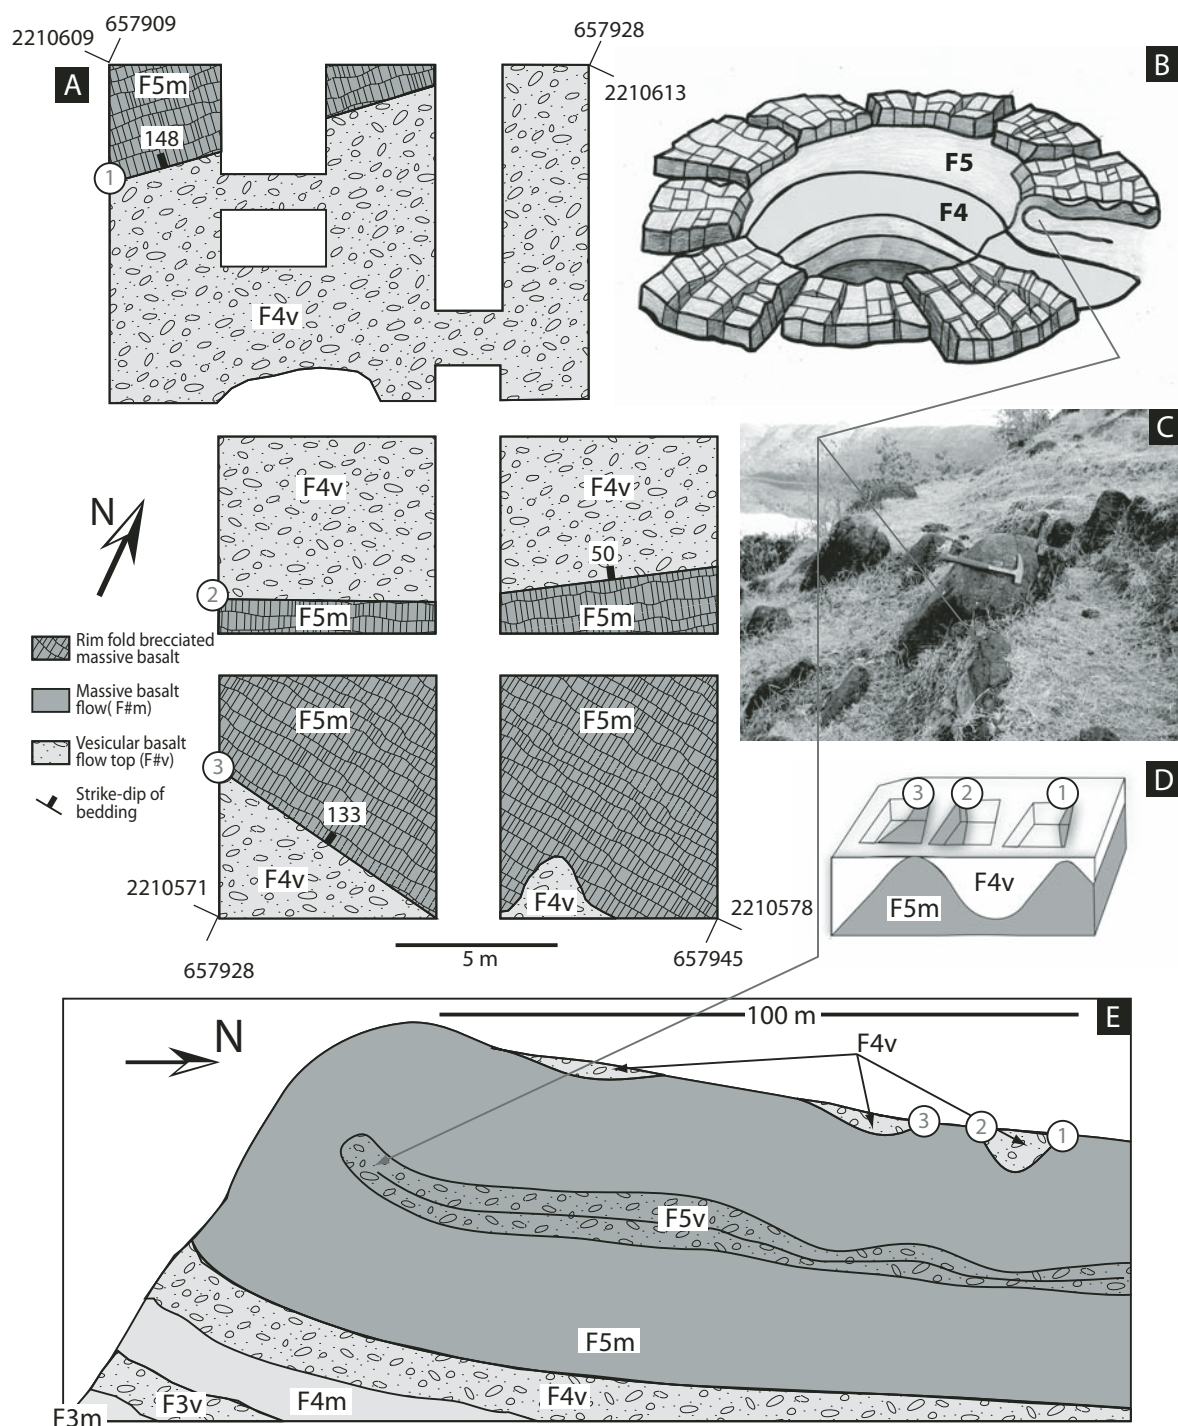 657909
2210609
657928
2210613
A
F5m
148
1
F4v
B
F5
F4
C
N
F4v
F4v
50
2
F5m
F5m
Rim fold brecciated
massive basalt
Massive basalt
flow( F#m)
Vesicular basalt
flow top (F#v)
Strike-dip of
bedding
F5m
F5m
3
133
F4v
F4v
2210571
657928
2210578
657945
5 m
D
3
2
1
F4v
F5m
E
N
100 m
F4v
3
2
1
F5v
F5m
F4v
F4m
F3v
F3m